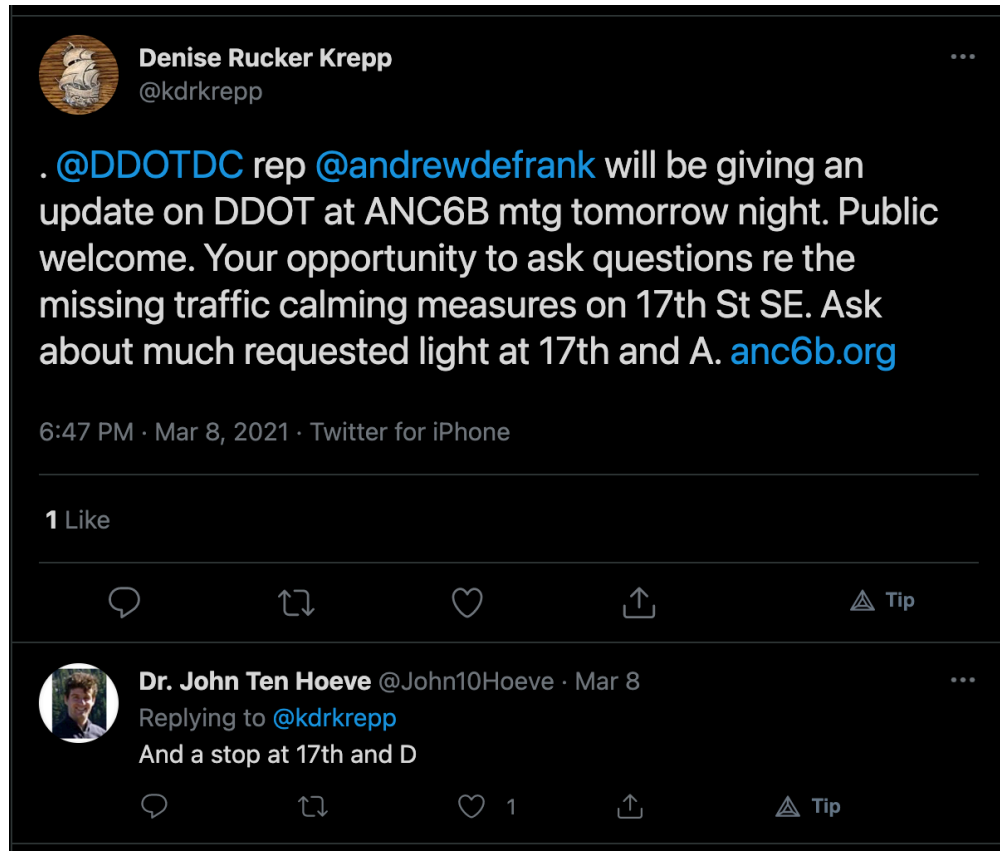 Denise Rucker Krepp
@kdrkrepp
. @DDOTDC rep @andrewdefrank will be giving an
update on DDOT at ANC6B mtg tomorrow night. Public
welcome. Your opportunity to ask questions re the
missing traffic calming measures on 17th St SE. Ask
about much requested light at 17th and A. anc6b.org
6:47 PM · Mar 8, 2021 · Twitter for iPhone
1 Like
Tip
Dr. John Ten Hoeve @John10Hoeve · Mar 8
Replying to @kdrkrepp
And a stop at 17th and D
1 Tip